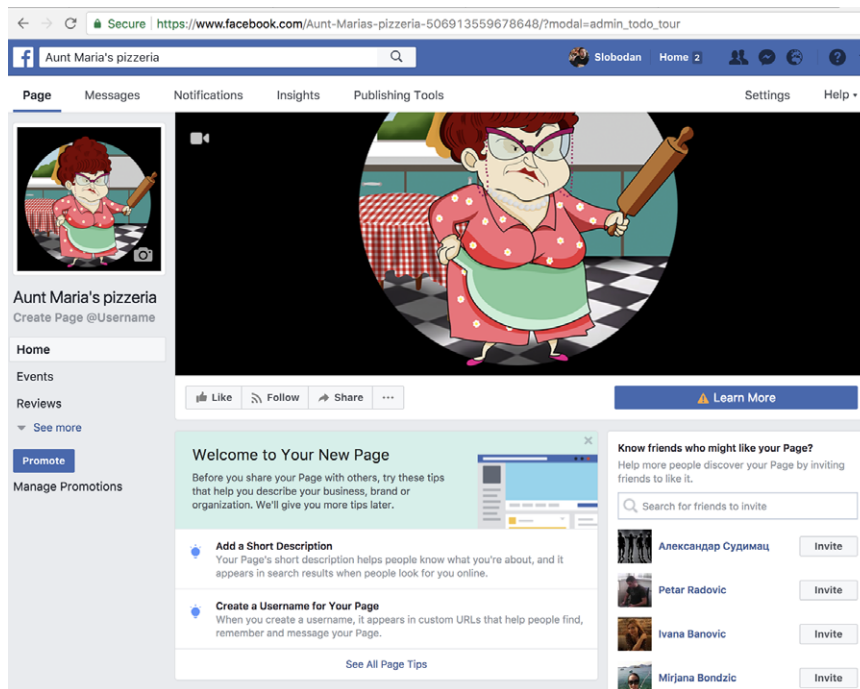 Secure | https://www.facebook.com/Aunt-Marias-pizzeria-506913559678648/?modal=admin_todo_tour
f
Aunt Maria's pizzeria
Slobodan
Home 2
?
Page
Messages
Notifications
Insights
Publishing Tools
Settings
Help
Aunt Maria's pizzeria
Create Page @Username
Home
Events
Reviews
See more
Promote
Manage Promotions
Like
Follow
Share
...
Learn More
Welcome to Your New Page
Before you share your Page with others, try these tips
that help you describe your business, brand or
organization. We'll give you more tips later.
Add a Short Description
Your Page's short description helps people know what you're about, and it
appears in search results when people look for you online.
Create a Username for Your Page
When you create a username, it appears in custom URLs that help people find,
remember and message your Page.
See All Page Tips
Know friends who might like your Page?
Help more people discover your Page by inviting
friends to like it.
Search for friends to invite
Александар Судимац
Invite
Petar Radovic
Invite
Ivana Banovic
Invite
Mirjana Bondzic
Invite